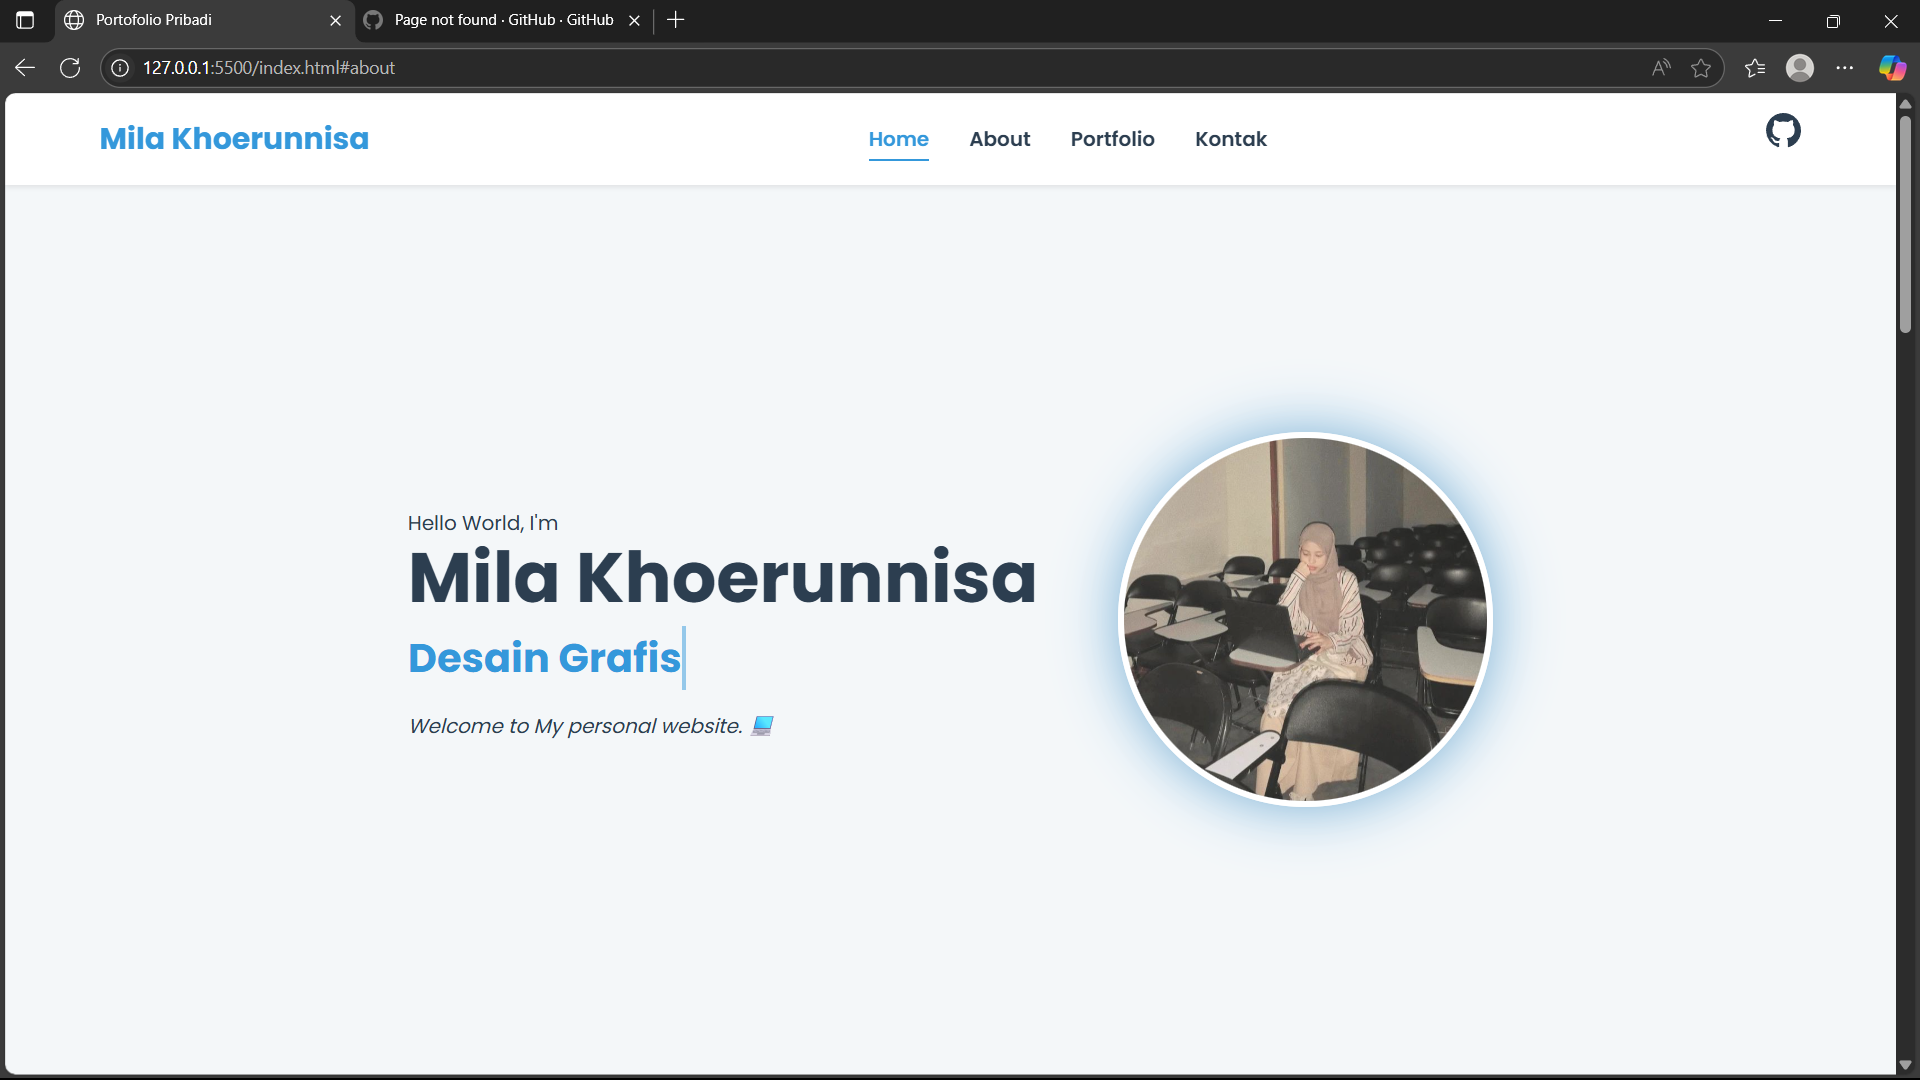 Portofolio Pribadi
Page not found · GitHub · GitHub
127.0.0.1:5500/index.html#about
Mila Khoerunnisa
Home
About
Portfolio
Kontak
Hello World, I'm
Mila Khoerunnisa
Desain Grafis
Welcome to My personal website. 💻